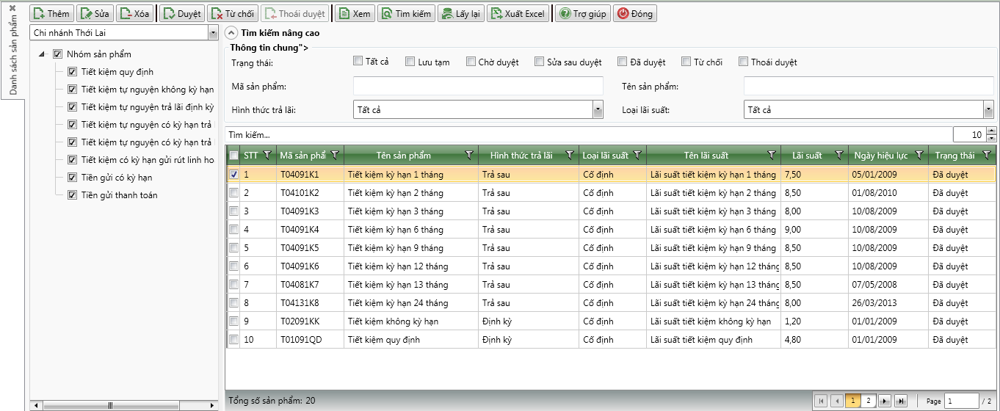 Danh sách sản phẩm
Thêm Sửa Xóa Duyệt Từ chối Thoái duyệt Xem Tìm kiếm Lấy lại Xuất Excel Trợ giúp Đóng
Chi nhánh Thới Lai
Nhóm sản phẩm
Tiết kiệm quy định
Tiết kiệm tự nguyện không kỳ hạn
Tiết kiệm tự nguyện trả lãi định kỳ
Tiết kiệm tự nguyện có kỳ hạn trả
Tiết kiệm tự nguyện có kỳ hạn trả
Tiết kiệm có kỳ hạn gửi rút linh ho
Tiền gửi có kỳ hạn
Tiền gửi thanh toán
Tìm kiếm nâng cao
Thông tin chung">
Trạng thái: Tất cả Lưu tạm Chờ duyệt Sửa sau duyệt Đã duyệt Từ chối Thoái duyệt
Mã sản phẩm: Tên sản phẩm:
Hình thức trả lãi: Tất cả Loại lãi suất: Tất cả
Tìm kiếm... 10
STT Mã sản phẩ Tên sản phẩm Hình thức trả lãi Loại lãi suất Tên lãi suất Lãi suất Ngày hiệu lực Trạng thái
1 T04091K1 Tiết kiệm kỳ hạn 1 tháng Trả sau Cố định Lãi suất tiết kiệm kỳ hạn 1 tháng 7,50 05/01/2009 Đã duyệt
2 T04101K2 Tiết kiệm kỳ hạn 2 tháng Trả sau Cố định Lãi suất tiết kiệm kỳ hạn 2 tháng 8,50 01/08/2010 Đã duyệt
3 T04091K3 Tiết kiệm kỳ hạn 3 tháng Trả sau Cố định Lãi suất tiết kiệm kỳ hạn 3 tháng 8,00 10/08/2009 Đã duyệt
4 T04091K4 Tiết kiệm kỳ hạn 6 tháng Trả sau Cố định Lãi suất tiết kiệm kỳ hạn 6 tháng 9,00 10/08/2009 Đã duyệt
5 T04091K5 Tiết kiệm kỳ hạn 9 tháng Trả sau Cố định Lãi suất tiết kiệm kỳ hạn 9 tháng 8,50 10/08/2009 Đã duyệt
6 T04091K6 Tiết kiệm kỳ hạn 12 tháng Trả sau Cố định Lãi suất tiết kiệm kỳ hạn 12 tháng 8,50 10/08/2009 Đã duyệt
7 T04081K7 Tiết kiệm kỳ hạn 13 tháng Trả sau Cố định Lãi suất tiết kiệm kỳ hạn 13 tháng 8,50 07/05/2008 Đã duyệt
8 T04131K8 Tiết kiệm kỳ hạn 24 tháng Trả sau Cố định Lãi suất tiết kiệm kỳ hạn 24 tháng 8,00 26/03/2013 Đã duyệt
9 T02091KK Tiết kiệm không kỳ hạn Định kỳ Cố định Lãi suất tiết kiệm không kỳ hạn 1,20 01/01/2009 Đã duyệt
10 T01091QD Tiết kiệm quy định Định kỳ Cố định Lãi suất tiết kiệm quy định 4,80 01/01/2009 Đã duyệt
Tổng số sản phẩm: 20 1 2 Page 1 / 2